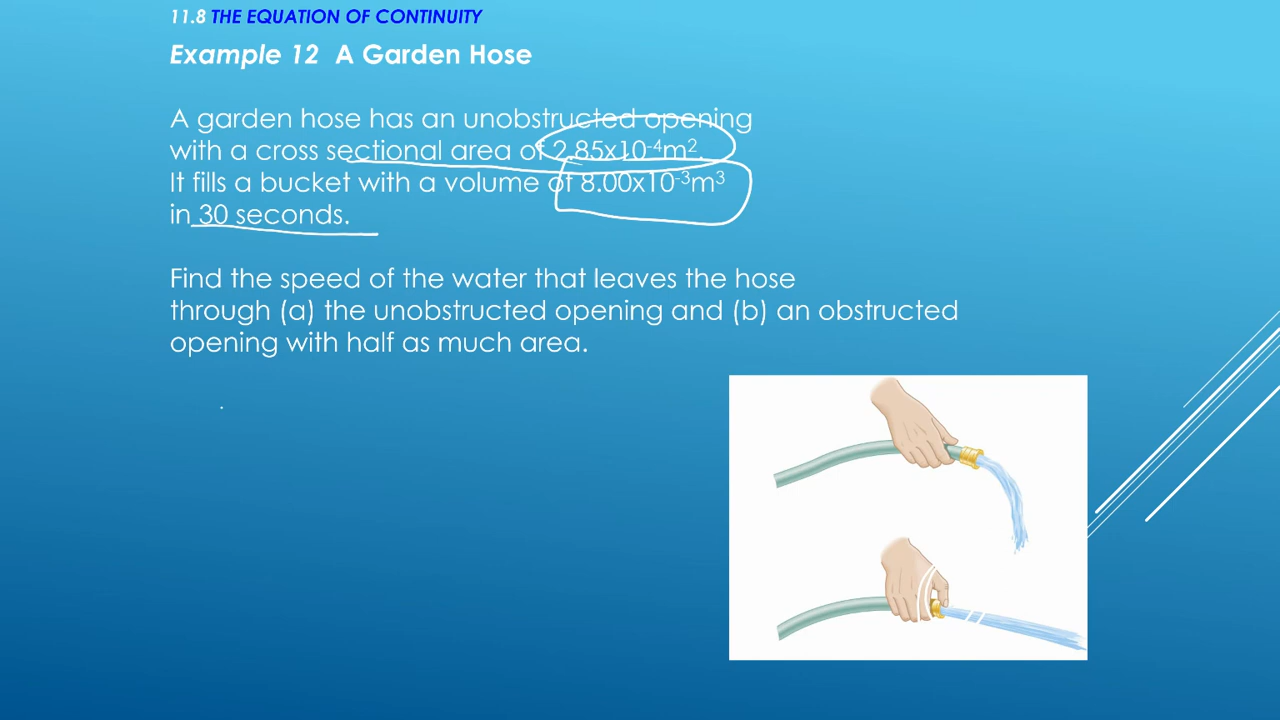 11.8 THE EQUATION OF CONTINUITY
Example 12 A Garden Hose
A garden hose has an unobstructed opening
with a cross sectional area of 2.85x10-4m2.
It fills a bucket with a volume of 8.00x10-3m3
in 30 seconds.
Find the speed of the water that leaves the hose
through (a) the unobstructed opening and (b) an obstructed
opening with half as much area.